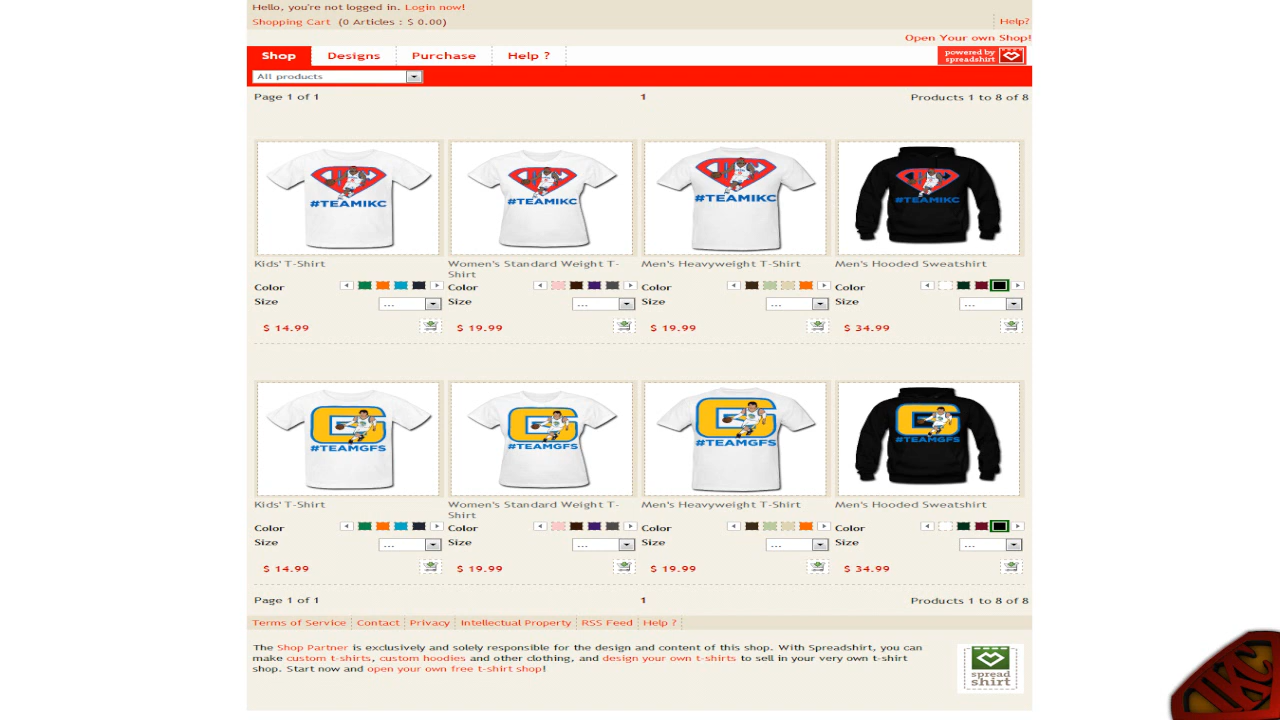 Hello, you're not logged in. Login now!
Shopping Cart (0 Articles : $ 0.00) Help?
Open Your own Shop!
Shop Designs Purchase Help ? powered by spreadshirt
All products
Page 1 of 1 1 Products 1 to 8 of 8
#TEAMIKC #TEAMIKC #TEAMIKC #TEAMIKC
Kids' T-Shirt Women's Standard Weight T-Shirt Men's Heavyweight T-Shirt Men's Hooded Sweatshirt
Color Color Color Color
Size ... Size ... Size ... Size ...
$ 14.99 $ 19.99 $ 19.99 $ 34.99
G G G G
#TEAMGFS #TEAMGFS #TEAMGFS #TEAMGFS
Kids' T-Shirt Women's Standard Weight T-Shirt Men's Heavyweight T-Shirt Men's Hooded Sweatshirt
Color Color Color Color
Size ... Size ... Size ... Size ...
$ 14.99 $ 19.99 $ 19.99 $ 34.99
Page 1 of 1 1 Products 1 to 8 of 8
Terms of Service Contact Privacy Intellectual Property RSS Feed Help ?
The Shop Partner is exclusively and solely responsible for the design and content of this shop. With Spreadshirt, you can
make custom t-shirts, custom hoodies and other clothing, and design your own t-shirts to sell in your very own t-shirt
shop. Start now and open your own free t-shirt shop!
spread
shirt
IKC